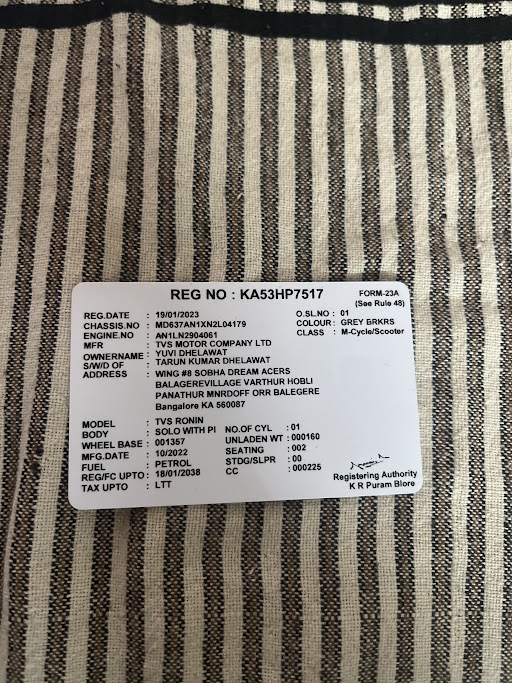 REG NO : KA53HP7517
FORM-23A
(See Rule 48)
REG.DATE : 19/01/2023
O.SL.NO : 01
CHASSIS.NO : MD637AN1XN2L04179
COLOUR : GREY BRKRS
ENGINE.NO : AN1LN2904061
CLASS : M-Cycle/Scooter
MFR : TVS MOTOR COMPANY LTD
OWNERNAME : YUVI DHELAWAT
S/W/D OF : TARUN KUMAR DHELAWAT
ADDRESS : WING #8 SOBHA DREAM ACERS
BALAGEREVILLAGE VARTHUR HOBLI
PANATHUR MNRDOFF ORR BALEGERE
Bangalore KA 560087
MODEL : TVS RONIN
BODY : SOLO WITH PI NO.OF CYL : 01
WHEEL BASE : 001357 UNLADEN WT : 000160
MFG.DATE : 10/2022 SEATING : 002
FUEL : PETROL STDG/SLPR : 00
REG/FC UPTO : 18/01/2038 CC : 000225
TAX UPTO : LTT
Registering Authority
K R Puram Blore